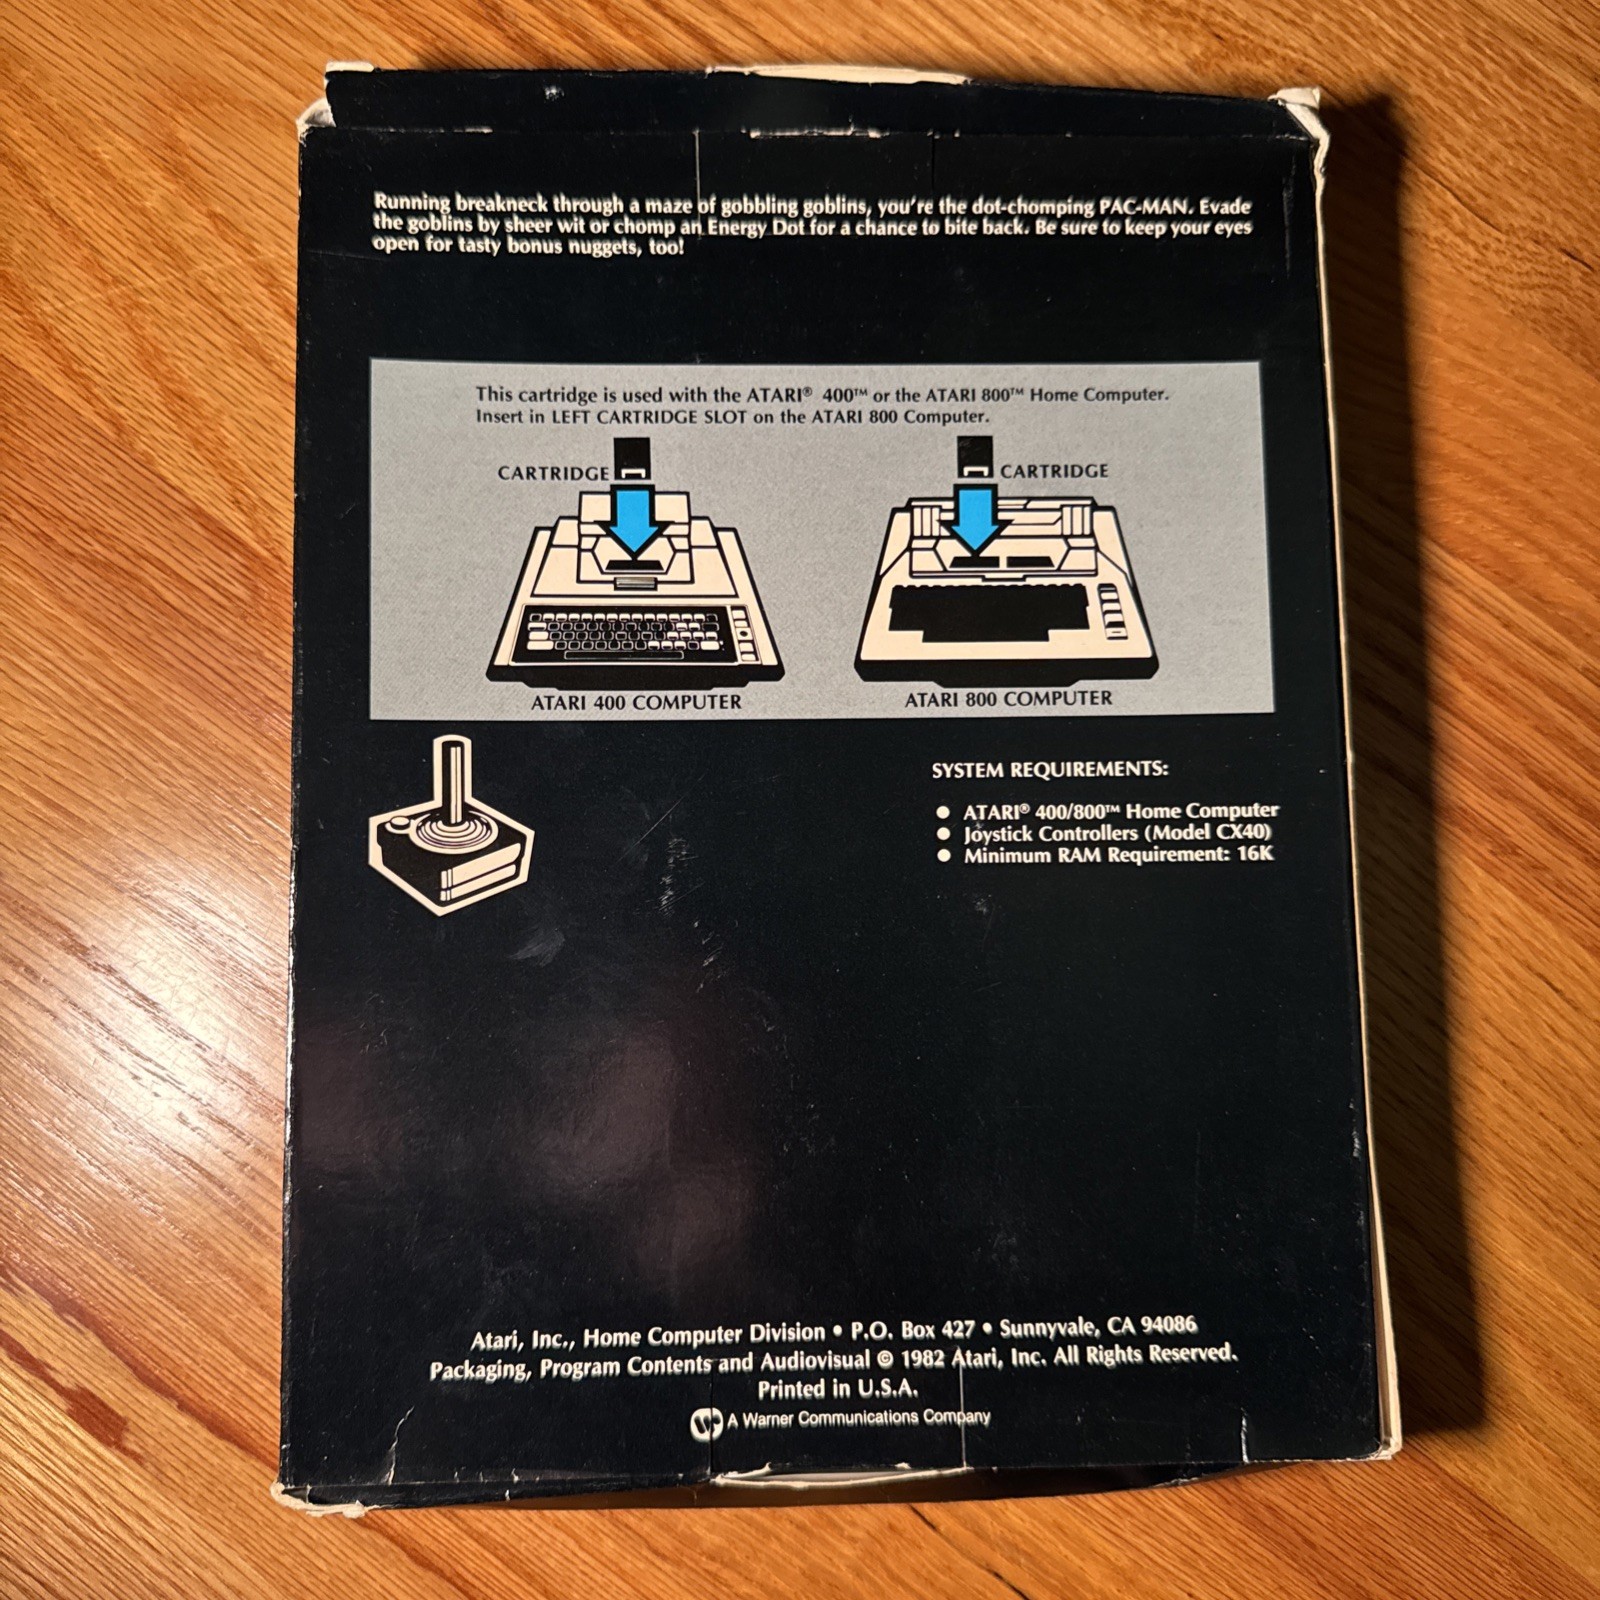 Running breakneck through a maze of gobbling goblins, you're the dot-chomping PAC-MAN. Evade
the goblins by sheer wit or chomp an Energy Dot for a chance to bite back. Be sure to keep your eyes
open for tasty bonus nuggets, too!
This cartridge is used with the ATARI® 400™ or the ATARI 800™ Home Computer.
Insert in LEFT CARTRIDGE SLOT on the ATARI 800 Computer.
CARTRIDGE
CARTRIDGE
ATARI 400 COMPUTER
ATARI 800 COMPUTER
SYSTEM REQUIREMENTS:
● ATARI® 400/800™ Home Computer
● Joystick Controllers (Model CX40)
● Minimum RAM Requirement: 16K
Atari, Inc., Home Computer Division • P.O. Box 427 • Sunnyvale, CA 94086
Packaging, Program Contents and Audiovisual © 1982 Atari, Inc. All Rights Reserved.
Printed in U.S.A.
A Warner Communications Company